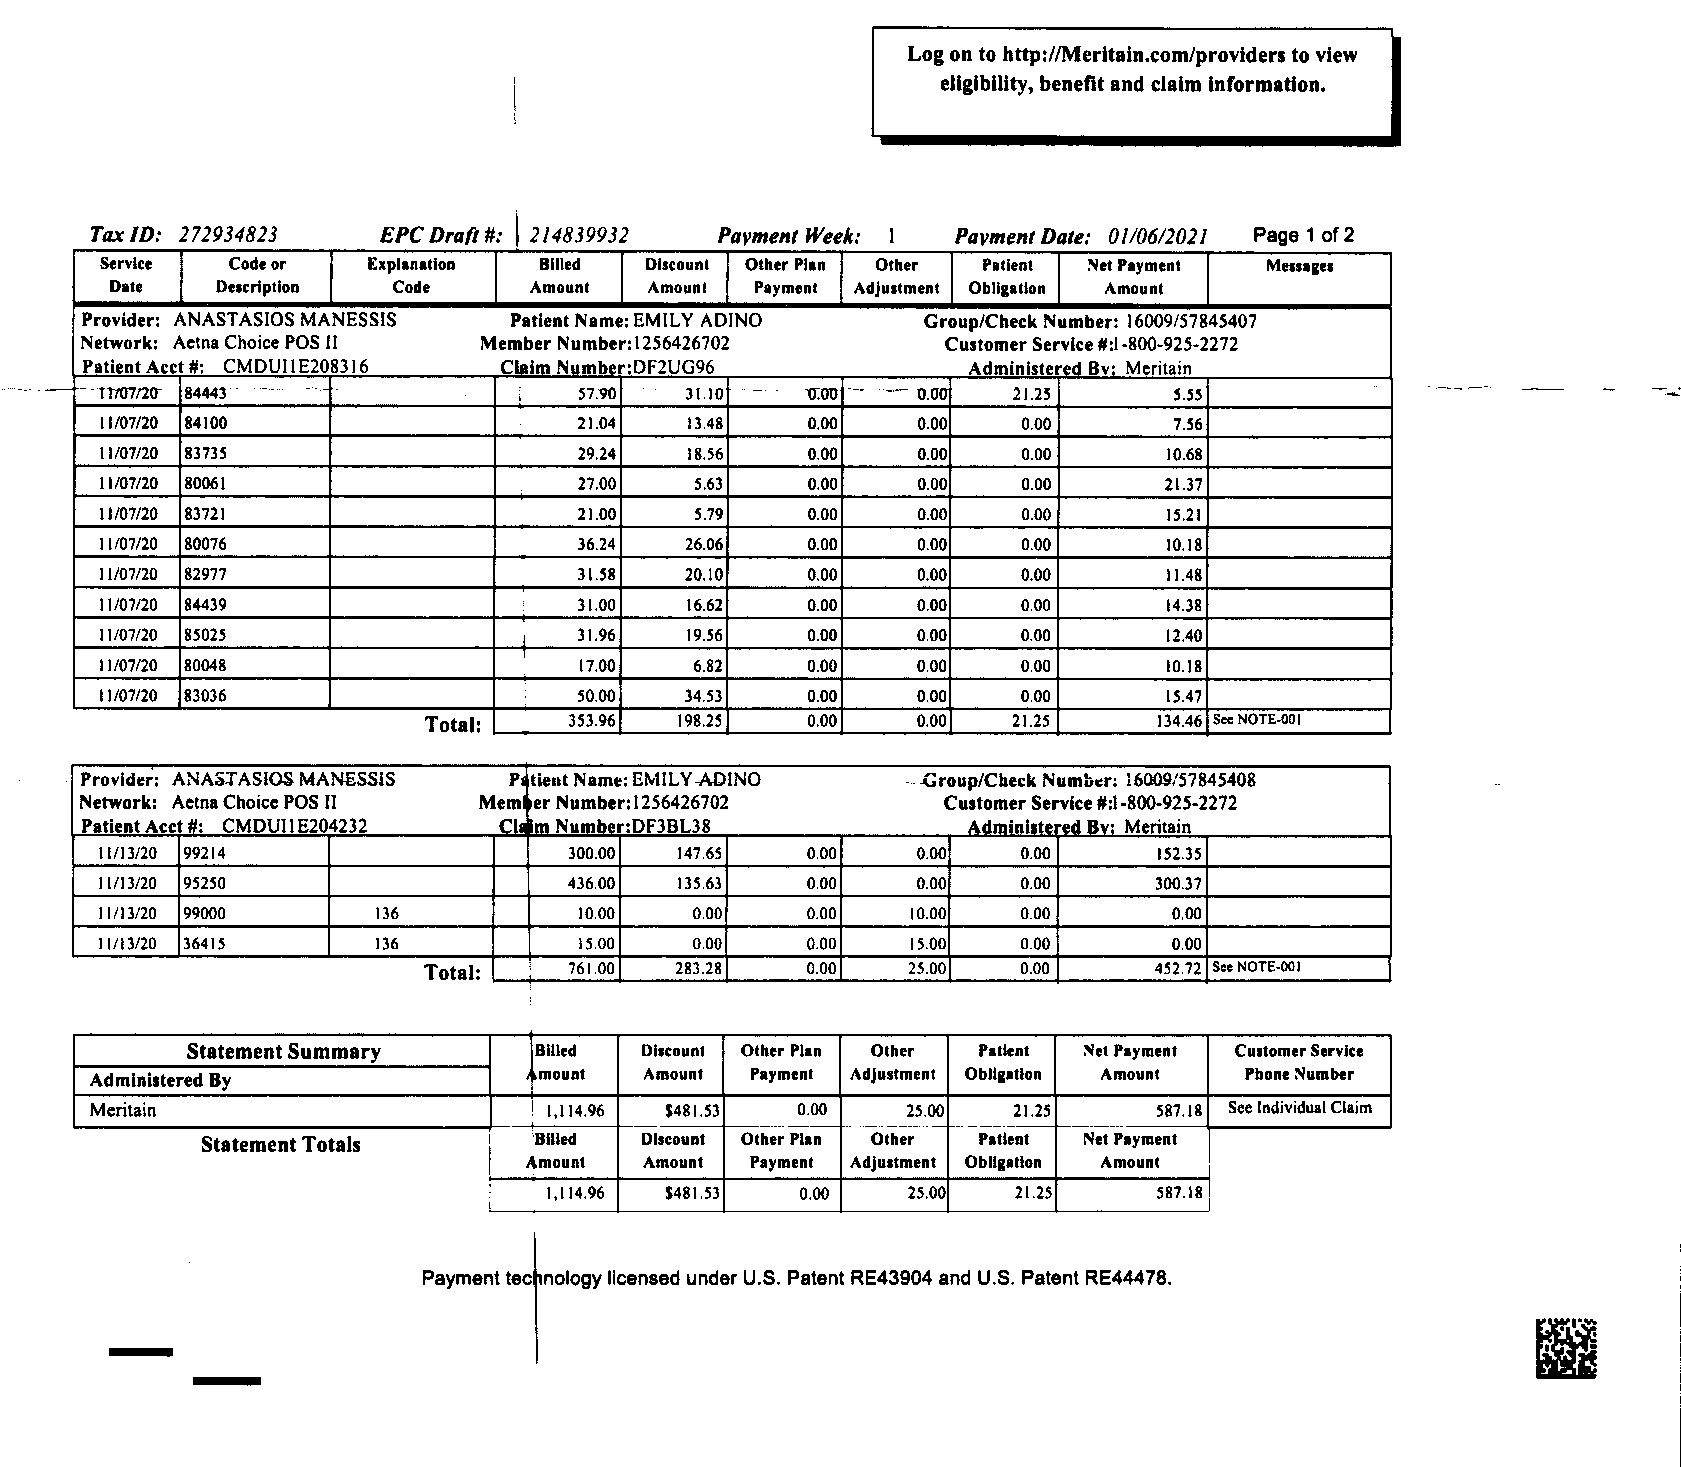 Log on to http://Meritain.com/providers to view
eligibility, benefit and claim information.
Tax ID: 272934823 EPC Draft #: 214839932 Payment Week: 1 Payment Date: 01/06/2021 Page 1 of 2
Service Code or Explanation Billed Discount Other Plan Other Patient Net Payment Messages
Date Description Code Amount Amount Payment Adjustment Obligation Amount
Provider: ANASTASIOS MANESSIS Patient Name: EMILY ADINO Group/Check Number: 16009/57845407
Network: Aetna Choice POS II Member Number:1256426702 Customer Service #:1-800-925-2272
Patient Acct #: CMDUI1E208316 Claim Number:DF2UG96 Administered By: Meritain
11/07/20 84443 57.90 31.10 0.00 0.00 21.25 5.55
11/07/20 84100 21.04 13.48 0.00 0.00 0.00 7.56
11/07/20 83735 29.24 18.56 0.00 0.00 0.00 10.68
11/07/20 80061 27.00 5.63 0.00 0.00 0.00 21.37
11/07/20 83721 21.00 5.79 0.00 0.00 0.00 15.21
11/07/20 80076 36.24 26.06 0.00 0.00 0.00 10.18
11/07/20 82977 31.58 20.10 0.00 0.00 0.00 11.48
11/07/20 84439 31.00 16.62 0.00 0.00 0.00 14.38
11/07/20 85025 31.96 19.56 0.00 0.00 0.00 12.40
11/07/20 80048 17.00 6.82 0.00 0.00 0.00 10.18
11/07/20 83036 50.00 34.53 0.00 0.00 0.00 15.47
Total: 353.96 198.25 0.00 0.00 21.25 134.46 See NOTE-001
Provider: ANASTASIOS MANESSIS Patient Name: EMILY ADINO Group/Check Number: 16009/57845408
Network: Aetna Choice POS II Member Number:1256426702 Customer Service #:1-800-925-2272
Patient Acct #: CMDUI1E204232 Claim Number:DF3BL38 Administered By: Meritain
11/13/20 99214 300.00 147.65 0.00 0.00 0.00 152.35
11/13/20 95250 436.00 135.63 0.00 0.00 0.00 300.37
11/13/20 99000 136 10.00 0.00 0.00 10.00 0.00 0.00
11/13/20 36415 136 15.00 0.00 0.00 15.00 0.00 0.00
Total: 761.00 283.28 0.00 25.00 0.00 452.72 See NOTE-001
Statement Summary Billed Discount Other Plan Other Patient Net Payment Customer Service
Administered By Amount Amount Payment Adjustment Obligation Amount Phone Number
Meritain 1,114.96 $481.53 0.00 25.00 21.25 587.18 See Individual Claim
Statement Totals Billed Discount Other Plan Other Patient Net Payment
Amount Amount Payment Adjustment Obligation Amount
1,114.96 $481.53 0.00 25.00 21.25 587.18
Payment technology licensed under U.S. Patent RE43904 and U.S. Patent RE44478.